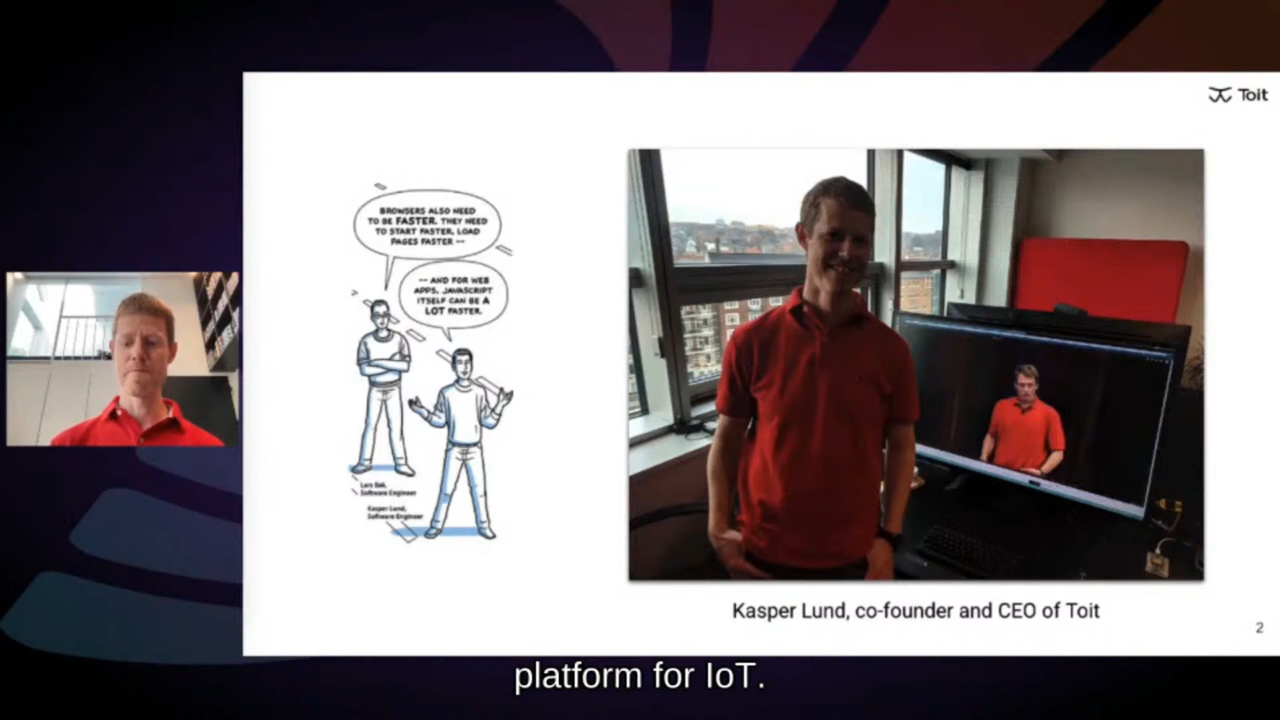 Toit
BROWSERS ALSO NEED
TO BE FASTER. THEY NEED
TO START FASTER, LOAD
PAGES FASTER --
-- AND FOR WEB
APPS, JAVASCRIPT
ITSELF CAN BE A
LOT FASTER.
Lars Bak,
Software Engineer
Kasper Lund,
Software Engineer
Kasper Lund, co-founder and CEO of Toit
2
platform for IoT.